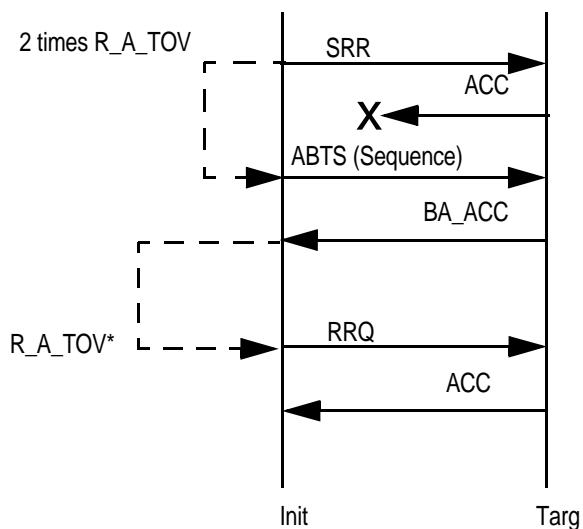 2 times R_A_TOV
SRR
ACC
X
ABTS (Sequence)
BA_ACC
R_A_TOV*
RRQ
ACC
Init
Targ